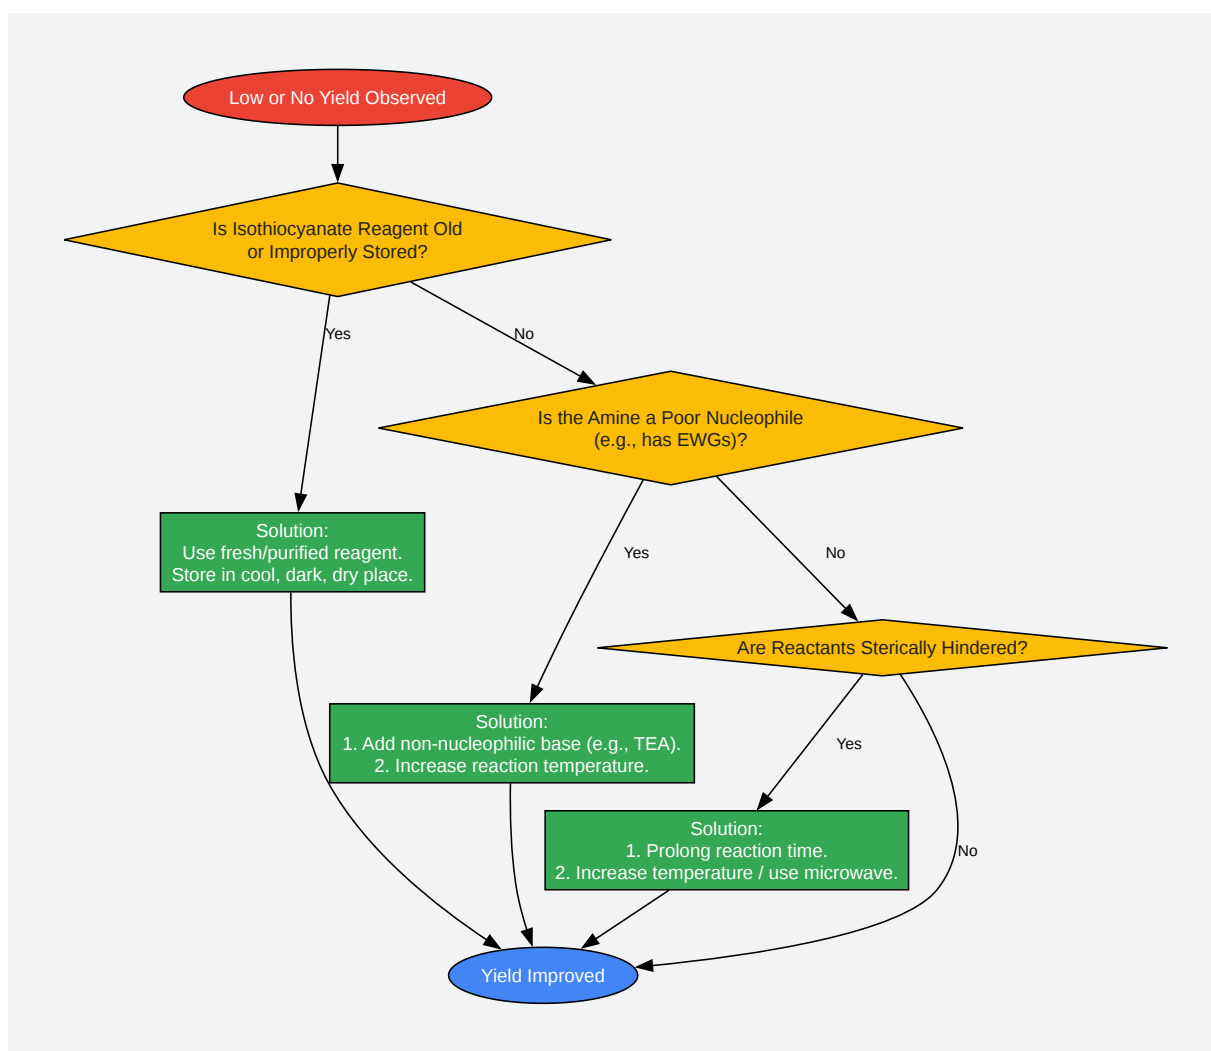 Low or No Yield Observed
Is Isothiocyanate Reagent Old
or Improperly Stored?
Yes
No
Is the Amine a Poor Nucleophile
(e.g., has EWGs)?
Solution:
Use fresh/purified reagent.
Store in cool, dark, dry place.
Yes
No
Are Reactants Sterically Hindered?
Solution:
1. Add non-nucleophilic base (e.g., TEA).
2. Increase reaction temperature.
Yes
Solution:
1. Prolong reaction time.
2. Increase temperature / use microwave.
No
Yield Improved